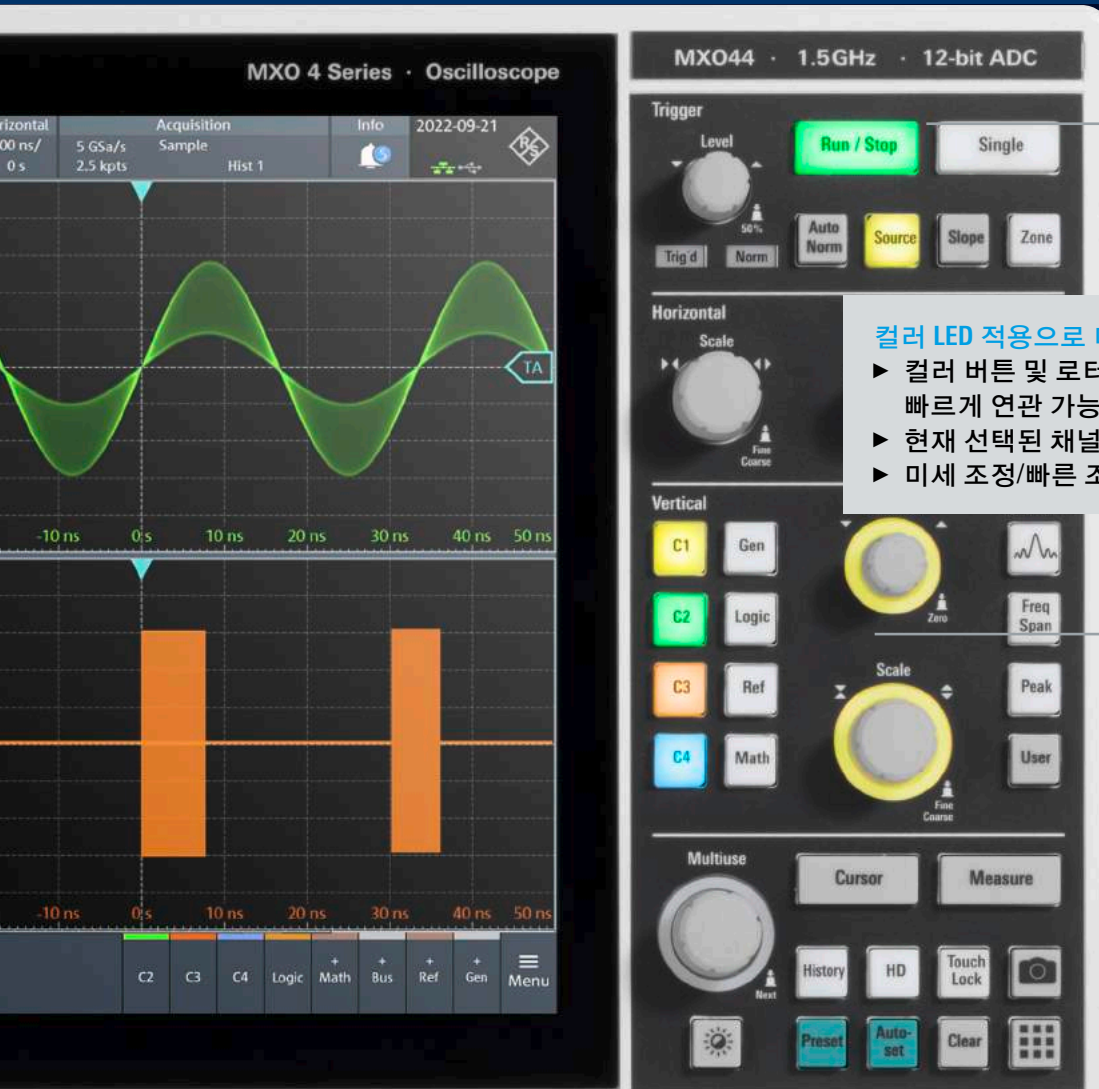 MXO 4 Series · Oscilloscope
MXO44 · 1.5GHz · 12-bit ADC
Acquisition
Info
2022-09-21
5 GSa/s
Sample
0 s
2.5 kpts
Hist 1
TA
-10 ns 0 s 10 ns 20 ns 30 ns 40 ns 50 ns
-10 ns 0 s 10 ns 20 ns 30 ns 40 ns 50 ns
C2
C3
C4
Logic
+ Math
+ Bus
+ Ref
+ Gen
Menu
Trigger
Level
50%
Run / Stop
Single
Trig'd
Norm
Auto
Norm
Source
Slope
Zone
Horizontal
Scale
Fine
Coarse
컬러 LED 적용으로
▶ 컬러 버튼 및 로터
빠르게 연관 가능
▶ 현재 선택된 채널
▶ 미세 조정/빠른
Vertical
C1
Gen
C2
Logic
C3
Ref
C4
Math
Zero
Freq
Span
Scale
Peak
User
Fine
Coarse
Multiuse
Next
Cursor
Measure
History
HD
Touch
Lock
Preset
Auto-
set
Clear